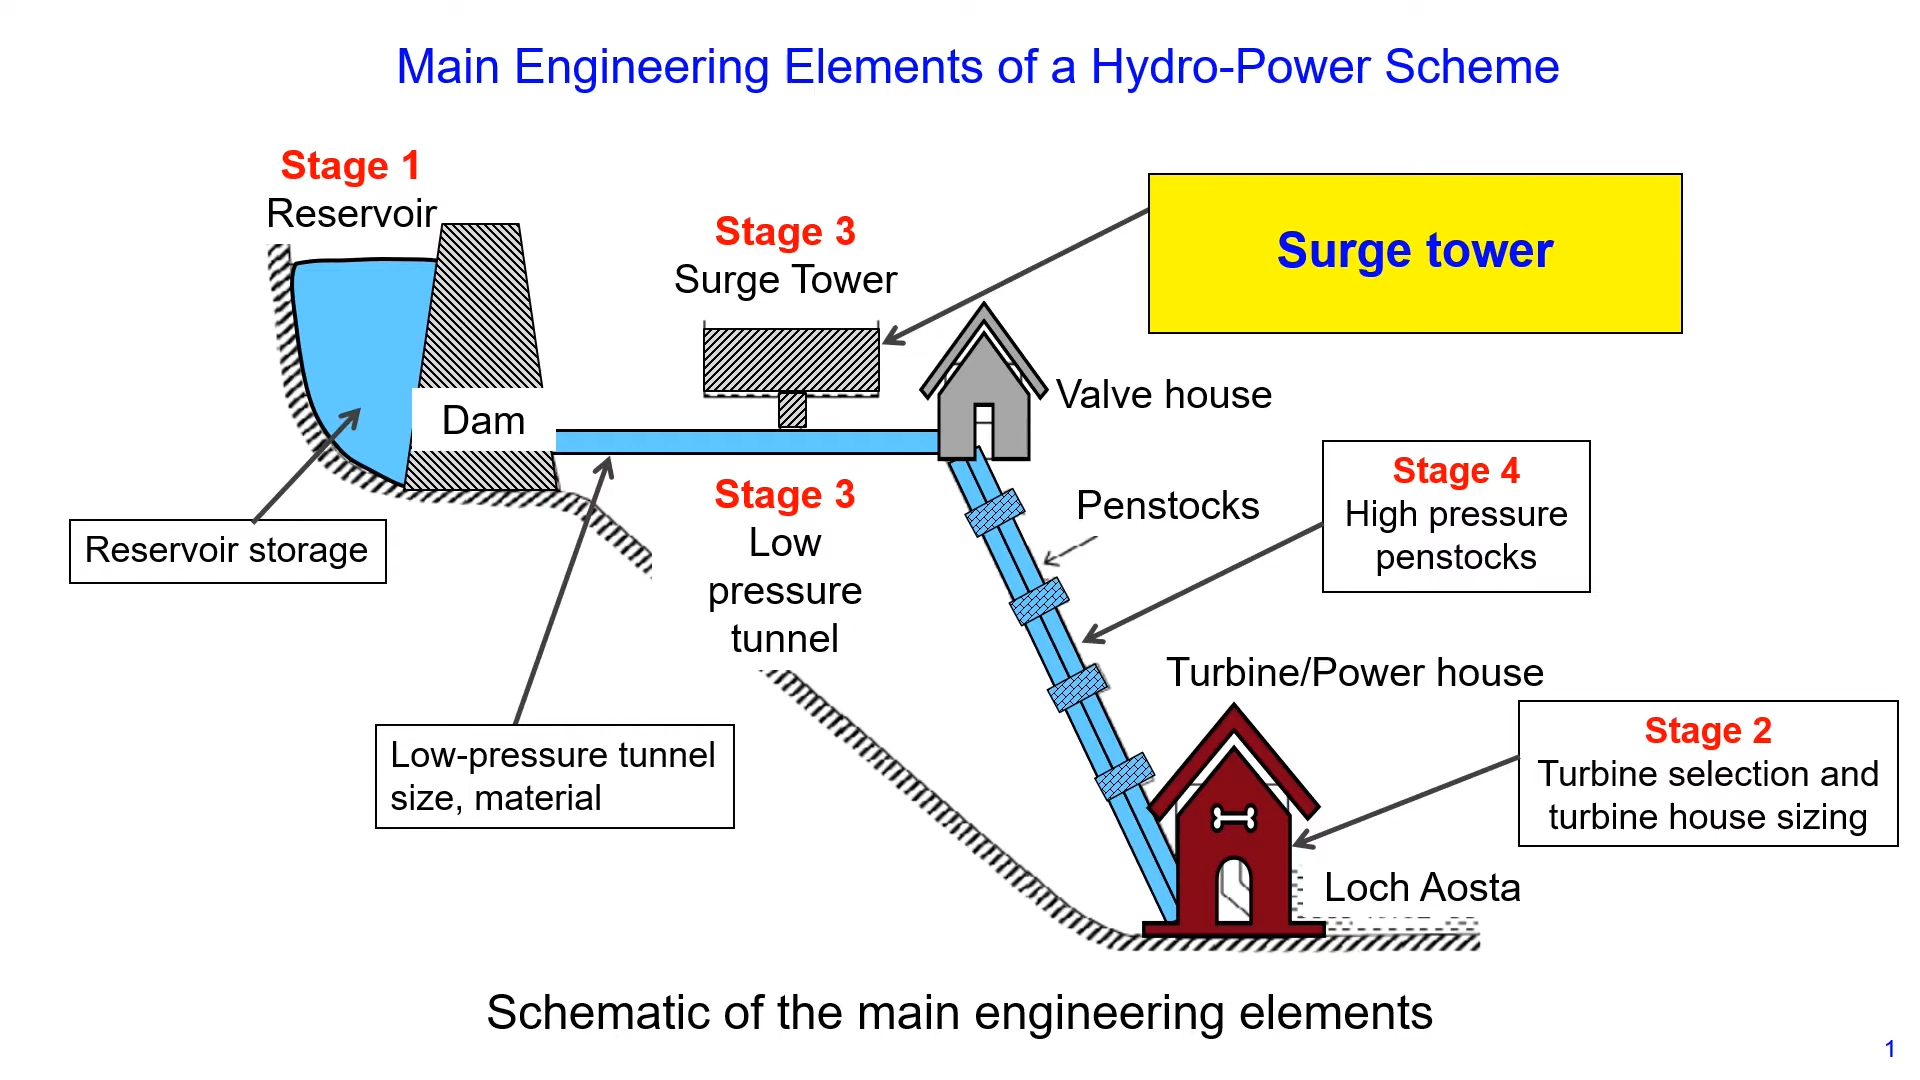 Main Engineering Elements of a Hydro-Power Scheme
Stage 1
Reservoir
Stage 3
Surge Tower
Surge tower
Dam
Valve house
Stage 3
Low
pressure
tunnel
Penstocks
Stage 4
High pressure
penstocks
Reservoir storage
Low-pressure tunnel
size, material
Turbine/Power house
Stage 2
Turbine selection and
turbine house sizing
Loch Aosta
Schematic of the main engineering elements
1